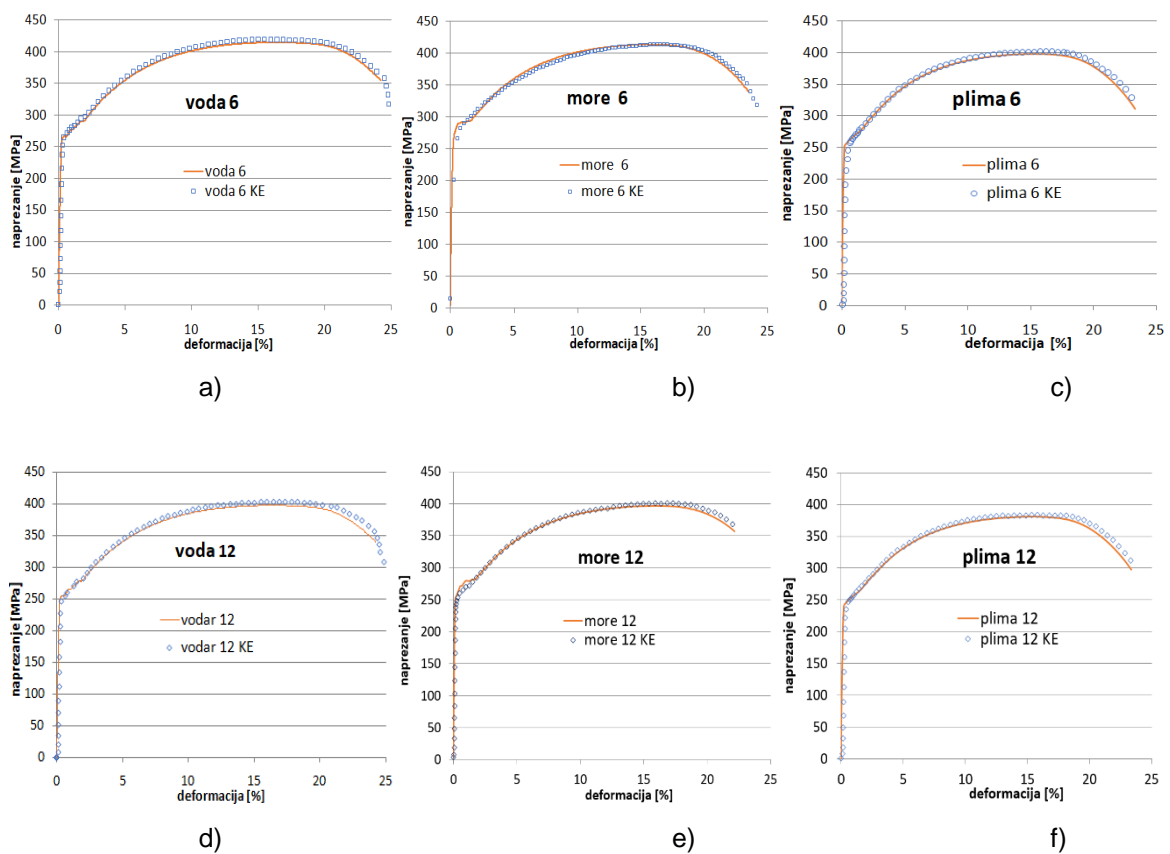 450
400
350
300
250
200
150
100
50
0
naprezanje [MPa]
voda 6
voda 6
voda 6 KE
0 5 10 15 20 25
deformacija [%]
a)
450
400
350
300
250
200
150
100
50
0
naprezanje [MPa]
more 6
more 6
more 6 KE
0 5 10 15 20 25
deformacija [%]
b)
450
400
350
300
250
200
150
100
50
0
naprezanje [MPa]
plima 6
plima 6
plima 6 KE
0 5 10 15 20 25
deformacija [%]
c)
450
400
350
300
250
200
150
100
50
0
naprezanje [MPa]
voda 12
vodar 12
vodar 12 KE
0 5 10 15 20 25
deformacija [%]
d)
450
400
350
300
250
200
150
100
50
0
naprezanje [MPa]
more 12
more 12
more 12 KE
0 5 10 15 20 25
deformacija [%]
e)
450
400
350
300
250
200
150
100
50
0
naprezanje [MPa]
plima 12
plima 12
plima 12 KE
0 5 10 15 20 25
deformacija [%]
f)